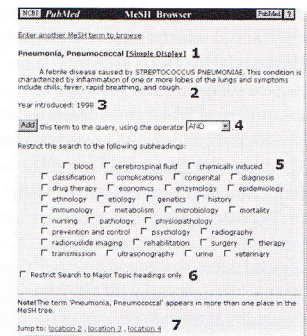 NCBI PubMed MeSH Browser PubMed ?
Enter another MeSH term to browse
Pneumonia, Pneumococcal [Simple Display] 1
A febrile disease caused by STREPTOCOCCUS PNEUMONIAE. This condition is
characterized by inflammation of one or more lobes of the lungs and symptoms
include chills, fever, rapid breathing, and cough.
2
Year introduced: 1998 3
Add this term to the query, using the operator AND 4
Restrict the search to the following subheadings:
blood cerebrospinal fluid chemically induced 5
classification complications congenital diagnosis
drug therapy economics enzymology epidemiology
ethnology etiology genetics history
immunology metabolism microbiology mortality
nursing pathology physiopathology
prevention and control psychology radiography
radionuclide imaging rehabilitation surgery therapy
transmission ultrasonography urine veterinary
Restrict Search to Major Topic headings only 6
Note!The term 'Pneumonia, Pneumococcal' appears in more than one place in the
MeSH tree.
Jump to: location 2 , location 3 , location 4 7